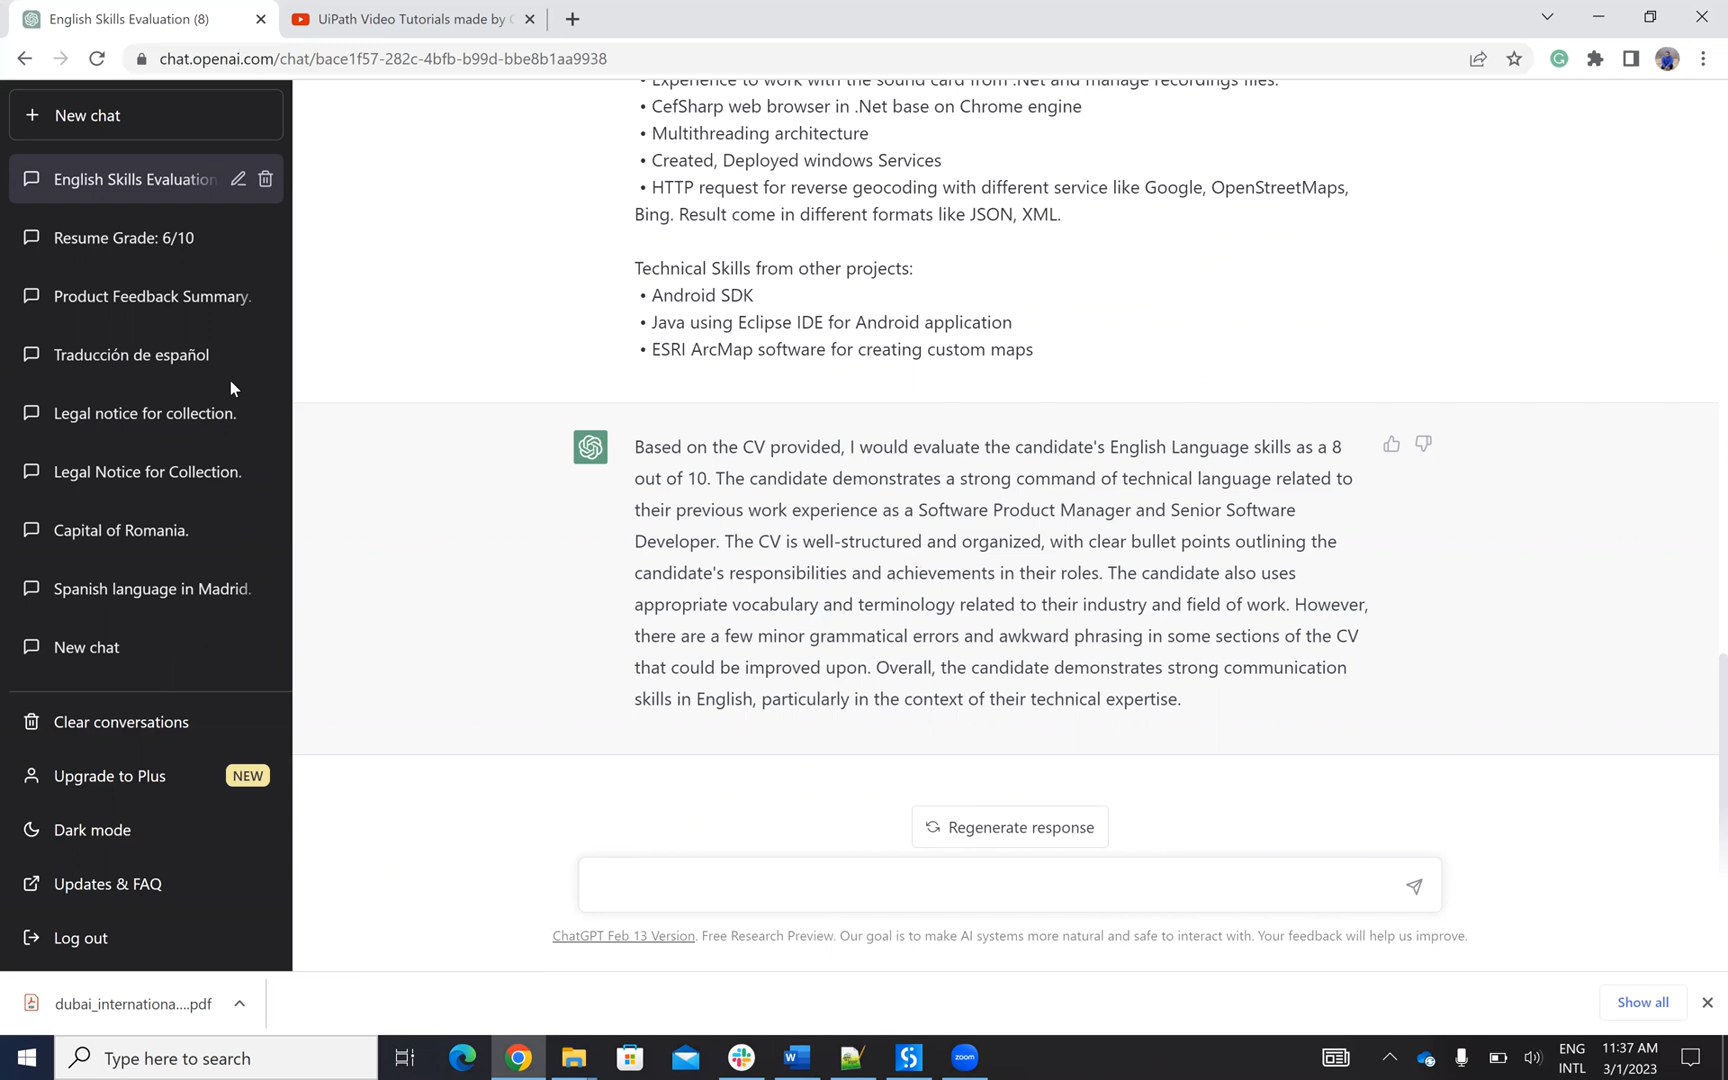 English Skills Evaluation (8)
UiPath Video Tutorials made by
chat.openai.com/chat/bace1f57-282c-4bfb-b99d-bbe8b1aa9938
New chat
English Skills Evaluation
Resume Grade: 6/10
Product Feedback Summary.
Traducción de español
Legal notice for collection.
Legal Notice for Collection.
Capital of Romania.
Spanish language in Madrid.
New chat
Clear conversations
Upgrade to Plus NEW
Dark mode
Updates & FAQ
Log out
• Experience to work with the sound card from .Net and manage recordings files.
• CefSharp web browser in .Net base on Chrome engine
• Multithreading architecture
• Created, Deployed windows Services
• HTTP request for reverse geocoding with different service like Google, OpenStreetMaps,
Bing. Result come in different formats like JSON, XML.
Technical Skills from other projects:
• Android SDK
• Java using Eclipse IDE for Android application
• ESRI ArcMap software for creating custom maps
Based on the CV provided, I would evaluate the candidate's English Language skills as a 8
out of 10. The candidate demonstrates a strong command of technical language related to
their previous work experience as a Software Product Manager and Senior Software
Developer. The CV is well-structured and organized, with clear bullet points outlining the
candidate's responsibilities and achievements in their roles. The candidate also uses
appropriate vocabulary and terminology related to their industry and field of work. However,
there are a few minor grammatical errors and awkward phrasing in some sections of the CV
that could be improved upon. Overall, the candidate demonstrates strong communication
skills in English, particularly in the context of their technical expertise.
Regenerate response
ChatGPT Feb 13 Version. Free Research Preview. Our goal is to make AI systems more natural and safe to interact with. Your feedback will help us improve.
dubai_internationa....pdf
Show all
Type here to search
zoom
ENG
INTL
11:37 AM
3/1/2023